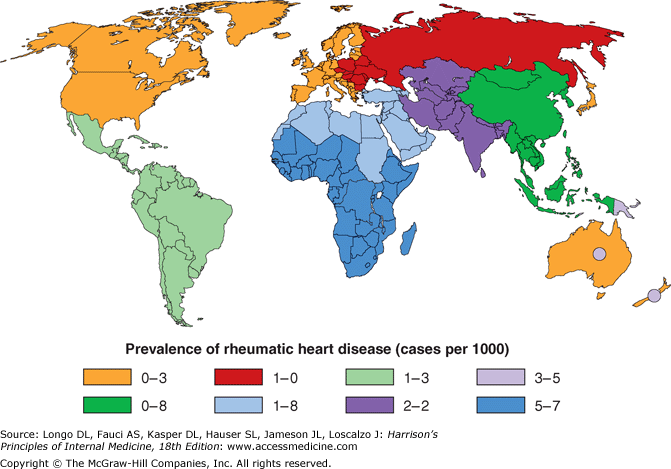 Prevalence of rheumatic heart disease (cases per 1000)
0–3 1–0 1–3 3–5
0–8 1–8 2–2 5–7
Source: Longo DL, Fauci AS, Kasper DL, Hauser SL, Jameson JL, Loscalzo J: Harrison's
Principles of Internal Medicine, 18th Edition: www.accessmedicine.com
Copyright © The McGraw-Hill Companies, Inc. All rights reserved.